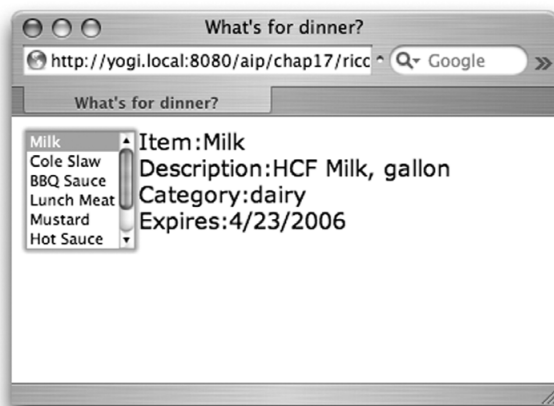 What's for dinner?
http://yogi.local:8080/aip/chap17/ricc
Google
What's for dinner?
Milk
Cole Slaw
BBQ Sauce
Lunch Meat
Mustard
Hot Sauce
Item:Milk
Description:HCF Milk, gallon
Category:dairy
Expires:4/23/2006